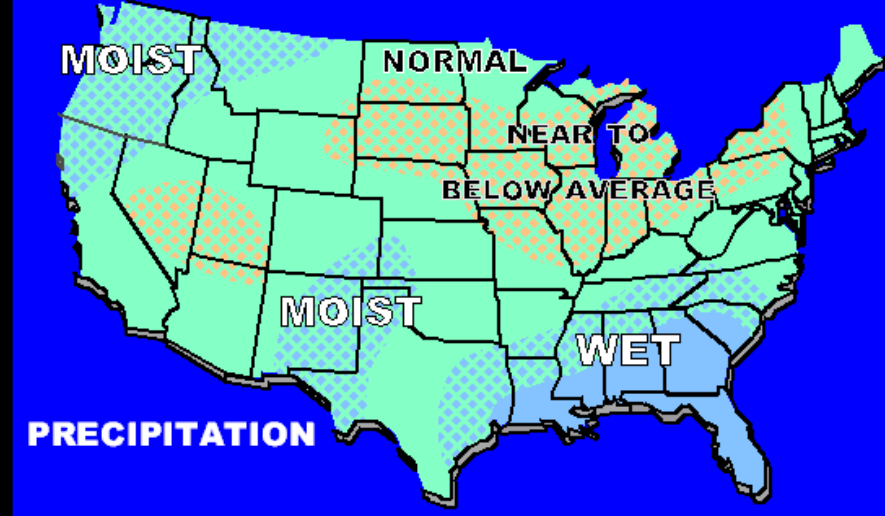 MOIST
NORMAL
NEAR TO
BELOW AVERAGE
MOIST
WET
PRECIPITATION